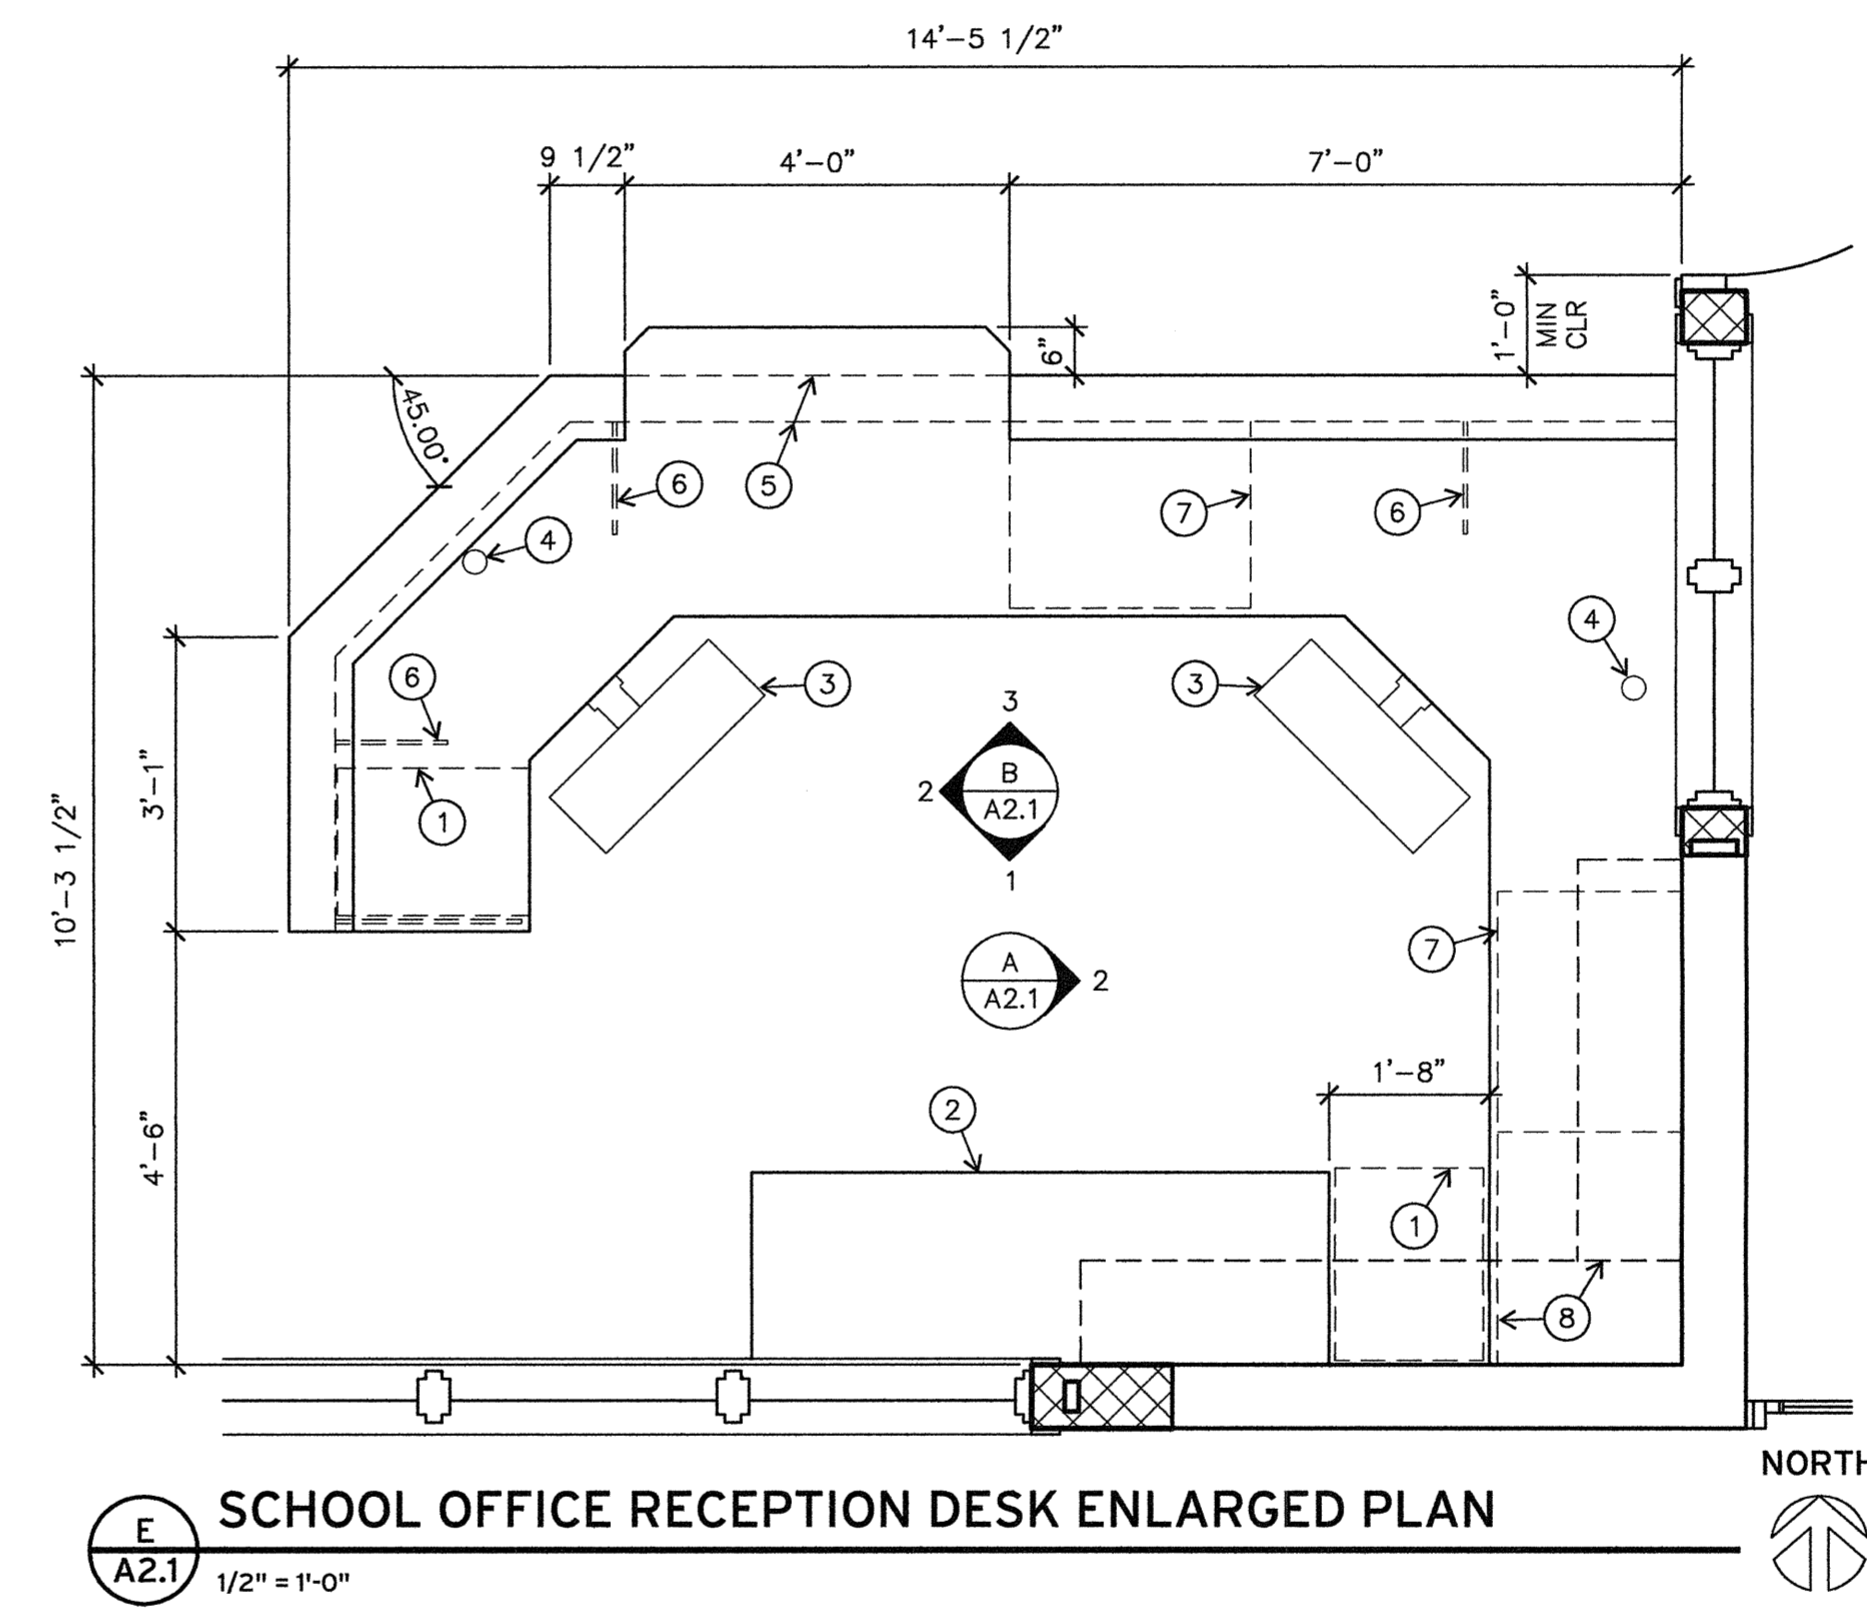 14'-5 1/2"
9 1/2"
4'-0"
7'-0"
1'-0"
MIN
CLR
6"
45.00°
6
5
7
6
4
4
6
3
3
3
B
A2.1
2
1
1
3'-1"
10'-3 1/2"
7
A
A2.1
2
1'-8"
2
4'-6"
1
8
NORTH
E
A2.1
SCHOOL OFFICE RECEPTION DESK ENLARGED PLAN
1/2" = 1'-0"